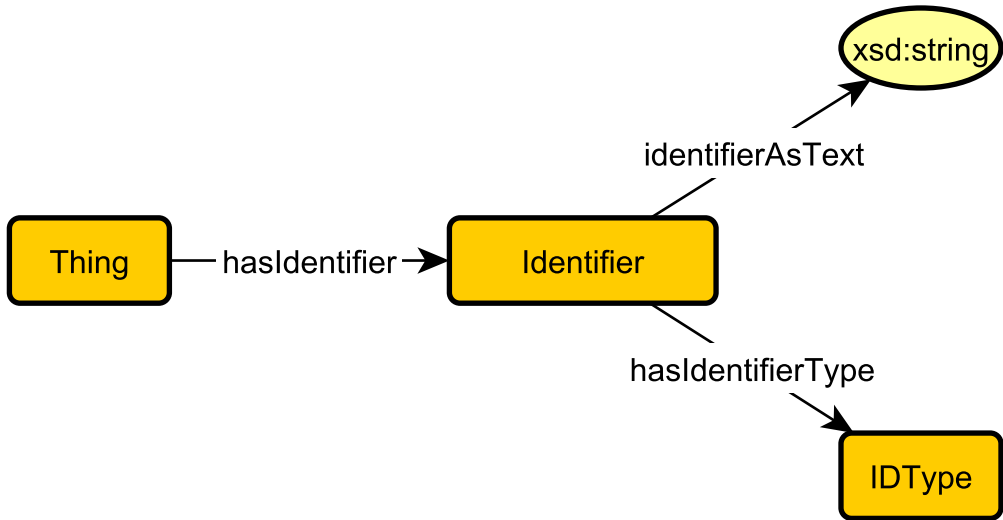 xsd:string
identifierAsText
Thing
hasIdentifier
Identifier
hasIdentifierType
IDType